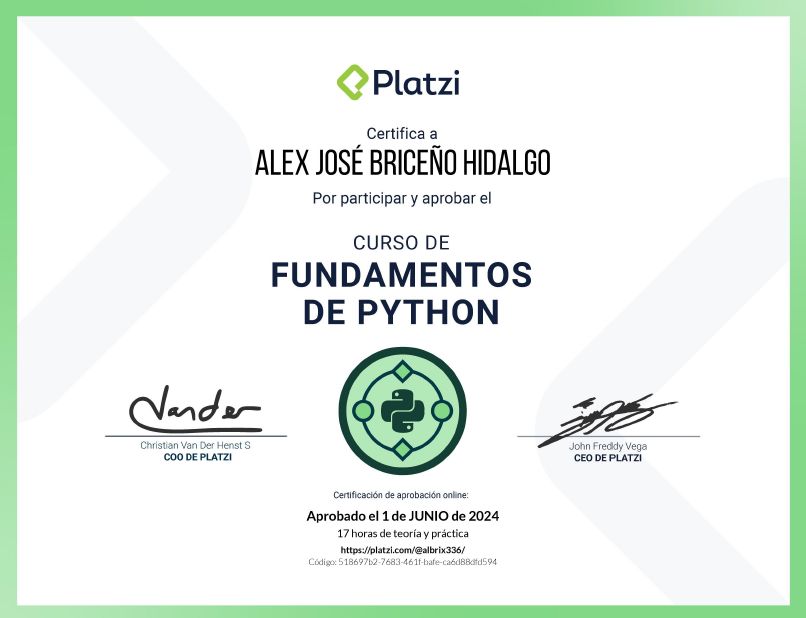 Platzi
Certifica a
ALEX JOSÉ BRICEÑO HIDALGO
Por participar y aprobar el
CURSO DE
FUNDAMENTOS
DE PYTHON
Christian Van Der Henst S
COO DE PLATZI
John Freddy Vega
CEO DE PLATZI
Certificación de aprobación online:
Aprobado el 1 de JUNIO de 2024
17 horas de teoría y práctica
https://platzi.com/@albrix336/
Código: 518697b2-7683-461f-bafe-ca6d88dfd594